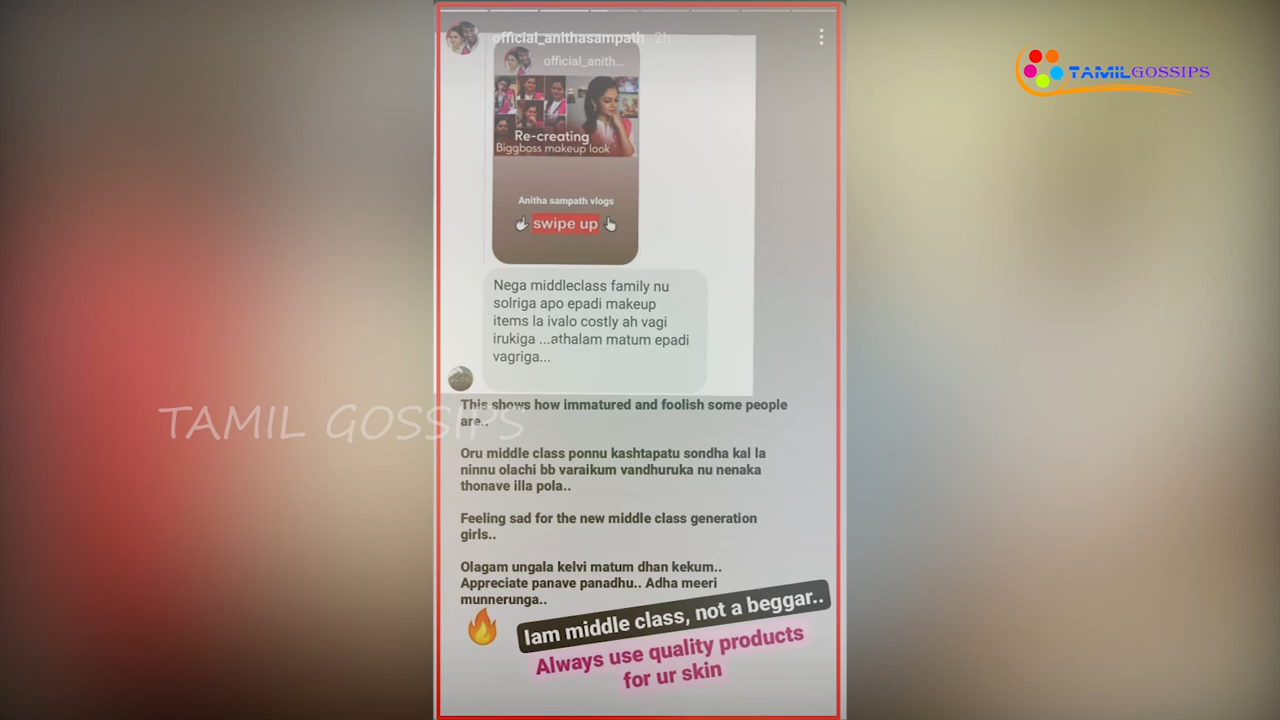 official_anithasampath 2h
TAMILGOSSIPS
official_anith...
Re-creating
Biggboss makeup look
Anitha sampath vlogs
swipe up
Nega middleclass family nu
solriga apo epadi makeup
items la ivalo costly ah vagi
irukiga ...athalam matum epadi
vagriga...
TAMIL GOSSIPS
This shows how immatured and foolish some people
are..
Oru middle class ponnu kashtapatu sondha kal la
ninnu olachi bb varaikum vandhuruka nu nenaka
thonave illa pola..
Feeling sad for the new middle class generation
girls..
Olagam ungala kelvi matum dhan kekum..
Appreciate panave panadhu.. Adha meeri
munnerunga..
Iam middle class, not a beggar..
Always use quality products
for ur skin